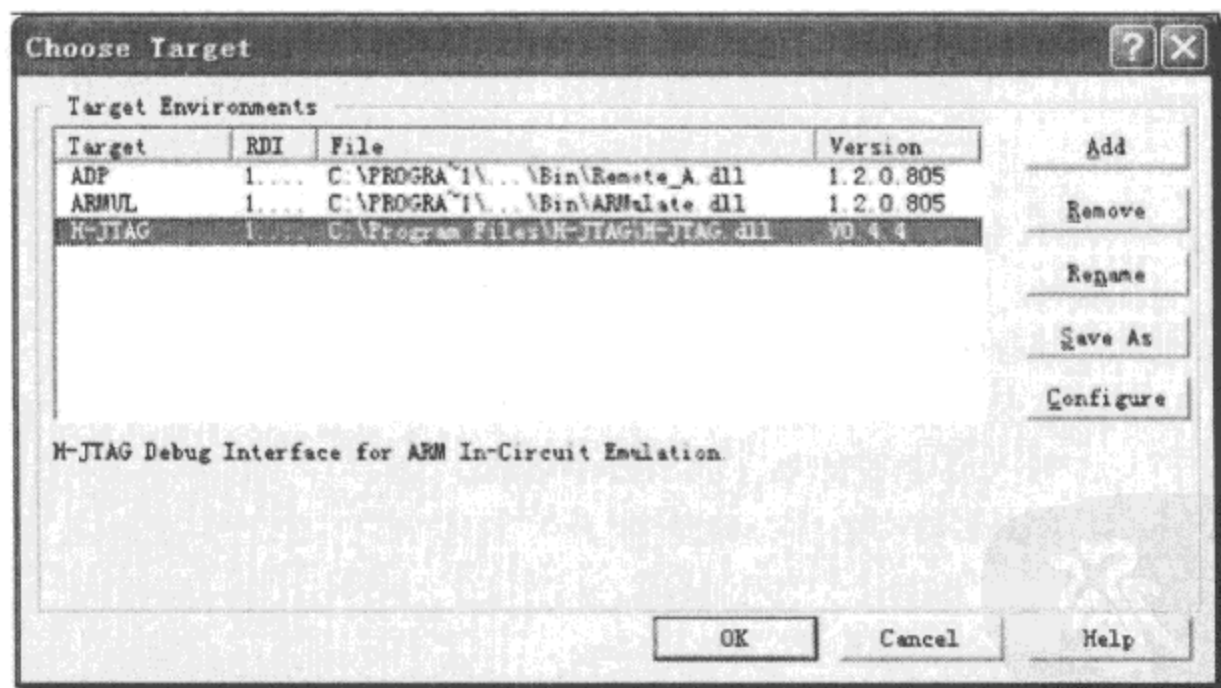 Choose Target
Target Environments
Target RDI File Version
ADP 1.... C:\PROGRA~1\...\Bin\Remote_A.dll 1.2.0.805
ARMUL 1.... C:\PROGRA~1\...\Bin\ARMulate.dll 1.2.0.805
H-JTAG 1.... C:\Program Files\H-JTAG\H-JTAG.dll V0.4.4
Add
Remove
Rename
Save As
Configure
H-JTAG Debug Interface for ARM In-Circuit Emulation
OK Cancel Help